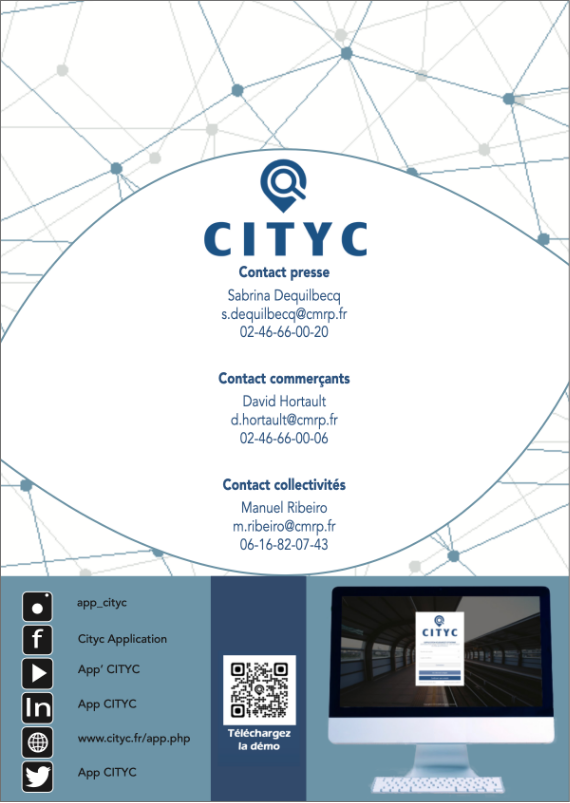 CITYC
Contact presse
Sabrina Dequilbecq
s.dequilbecq@cmrp.fr
02-46-66-00-20
Contact commerçants
David Hortault
d.hortault@cmrp.fr
02-46-66-00-06
Contact collectivités
Manuel Ribeiro
m.ribeiro@cmrp.fr
06-16-82-07-43
app_cityc
Cityc Application
App' CITYC
App CITYC
www.cityc.fr/app.php
App CITYC
Téléchargez
la démo
CITYC